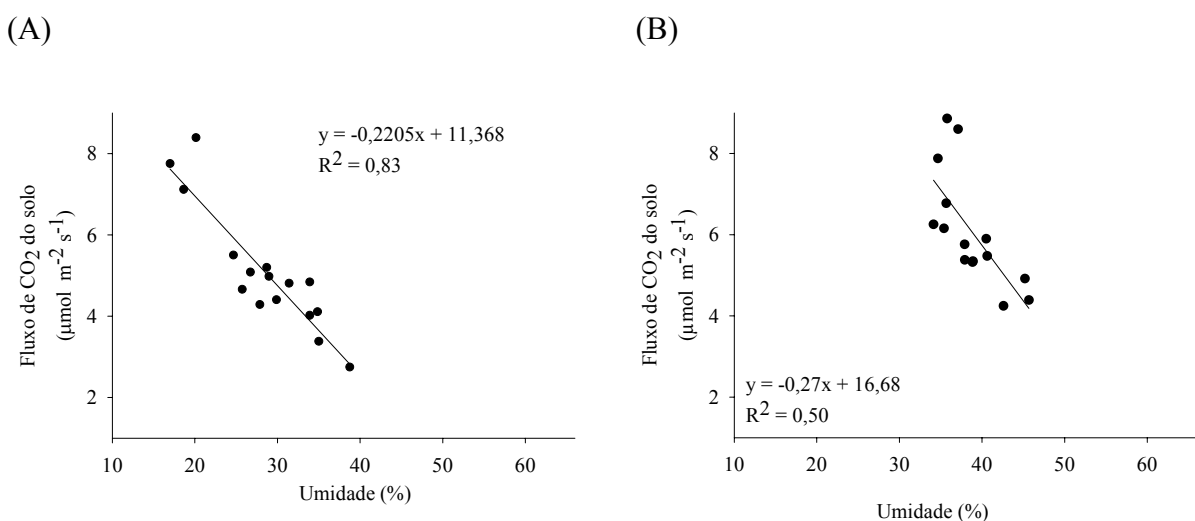 (A)
(B)
y = -0,2205x + 11,368
R² = 0,83
8
6
4
2
Fluxo de CO₂ do solo
(µmol m⁻² s⁻¹)
10 20 30 40 50 60
Umidade (%)
8
6
4
2
Fluxo de CO₂ do solo
(µmol m⁻² s⁻¹)
y = -0,27x + 16,68
R² = 0,50
10 20 30 40 50 60
Umidade (%)